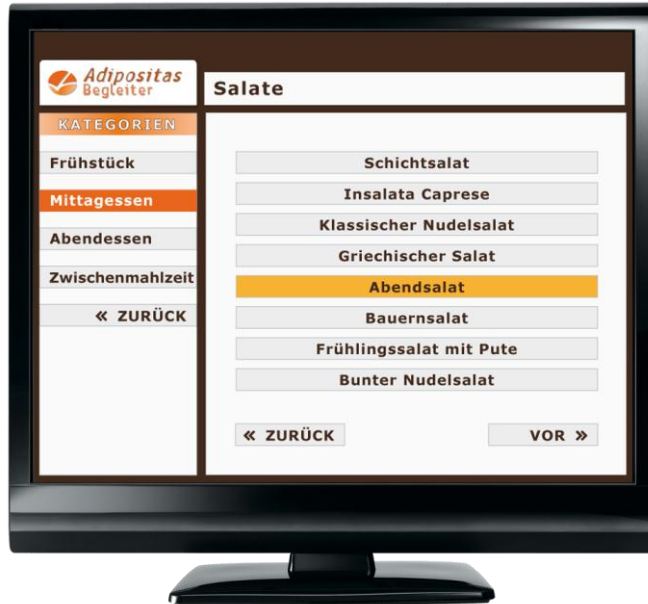 Adipositas
Begleiter
Salate
KATEGORIEN
Frühstück
Mittagessen
Abendessen
Zwischenmahlzeit
« ZURÜCK
Schichtsalat
Insalata Caprese
Klassischer Nudelsalat
Griechischer Salat
Abendsalat
Bauernsalat
Frühlingssalat mit Pute
Bunter Nudelsalat
« ZURÜCK
VOR »